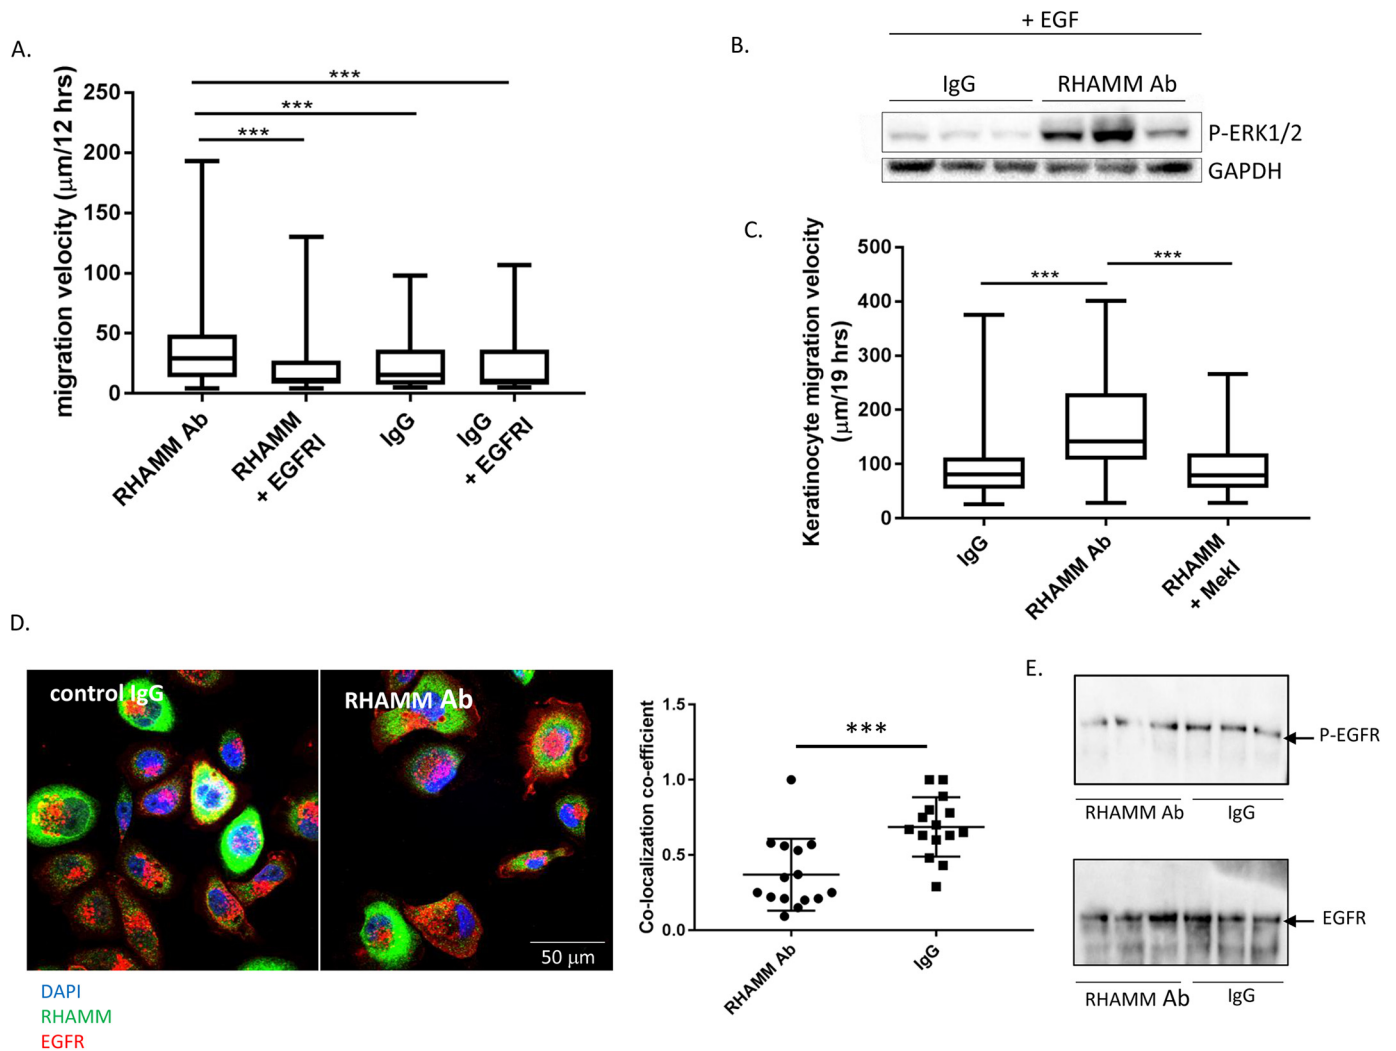 A.
migration velocity (μm/12 hrs)
250
200
150
100
50
0
***
***
***
RHAMM Ab
RHAMM
+ EGFRI
IgG
IgG
+ EGFRI
B.
+ EGF
IgG
RHAMM Ab
P-ERK1/2
GAPDH
C.
Keratinocyte migration velocity
(μm/19 hrs)
500
400
300
200
100
0
***
***
IgG
RHAMM Ab
RHAMM
+ MekI
D.
control IgG
RHAMM Ab
50 μm
DAPI
RHAMM
EGFR
Co-localization co-efficient
1.5
1.0
0.5
0.0
***
RHAMM Ab
IgG
E.
P-EGFR
RHAMM Ab
IgG
EGFR
RHAMM Ab
IgG